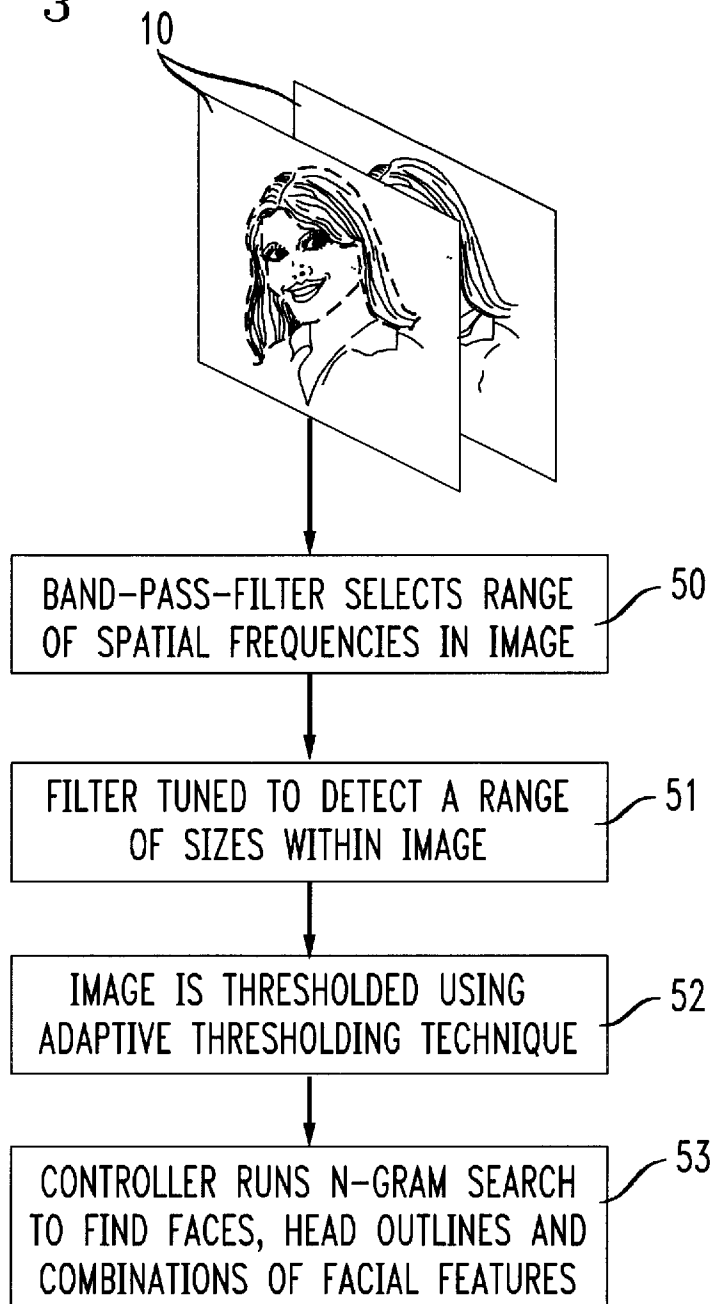 3
10
BAND-PASS-FILTER SELECTS RANGE
OF SPATIAL FREQUENCIES IN IMAGE
50
FILTER TUNED TO DETECT A RANGE
OF SIZES WITHIN IMAGE
51
IMAGE IS THRESHOLDED USING
ADAPTIVE THRESHOLDING TECHNIQUE
52
CONTROLLER RUNS N-GRAM SEARCH
TO FIND FACES, HEAD OUTLINES AND
COMBINATIONS OF FACIAL FEATURES
53